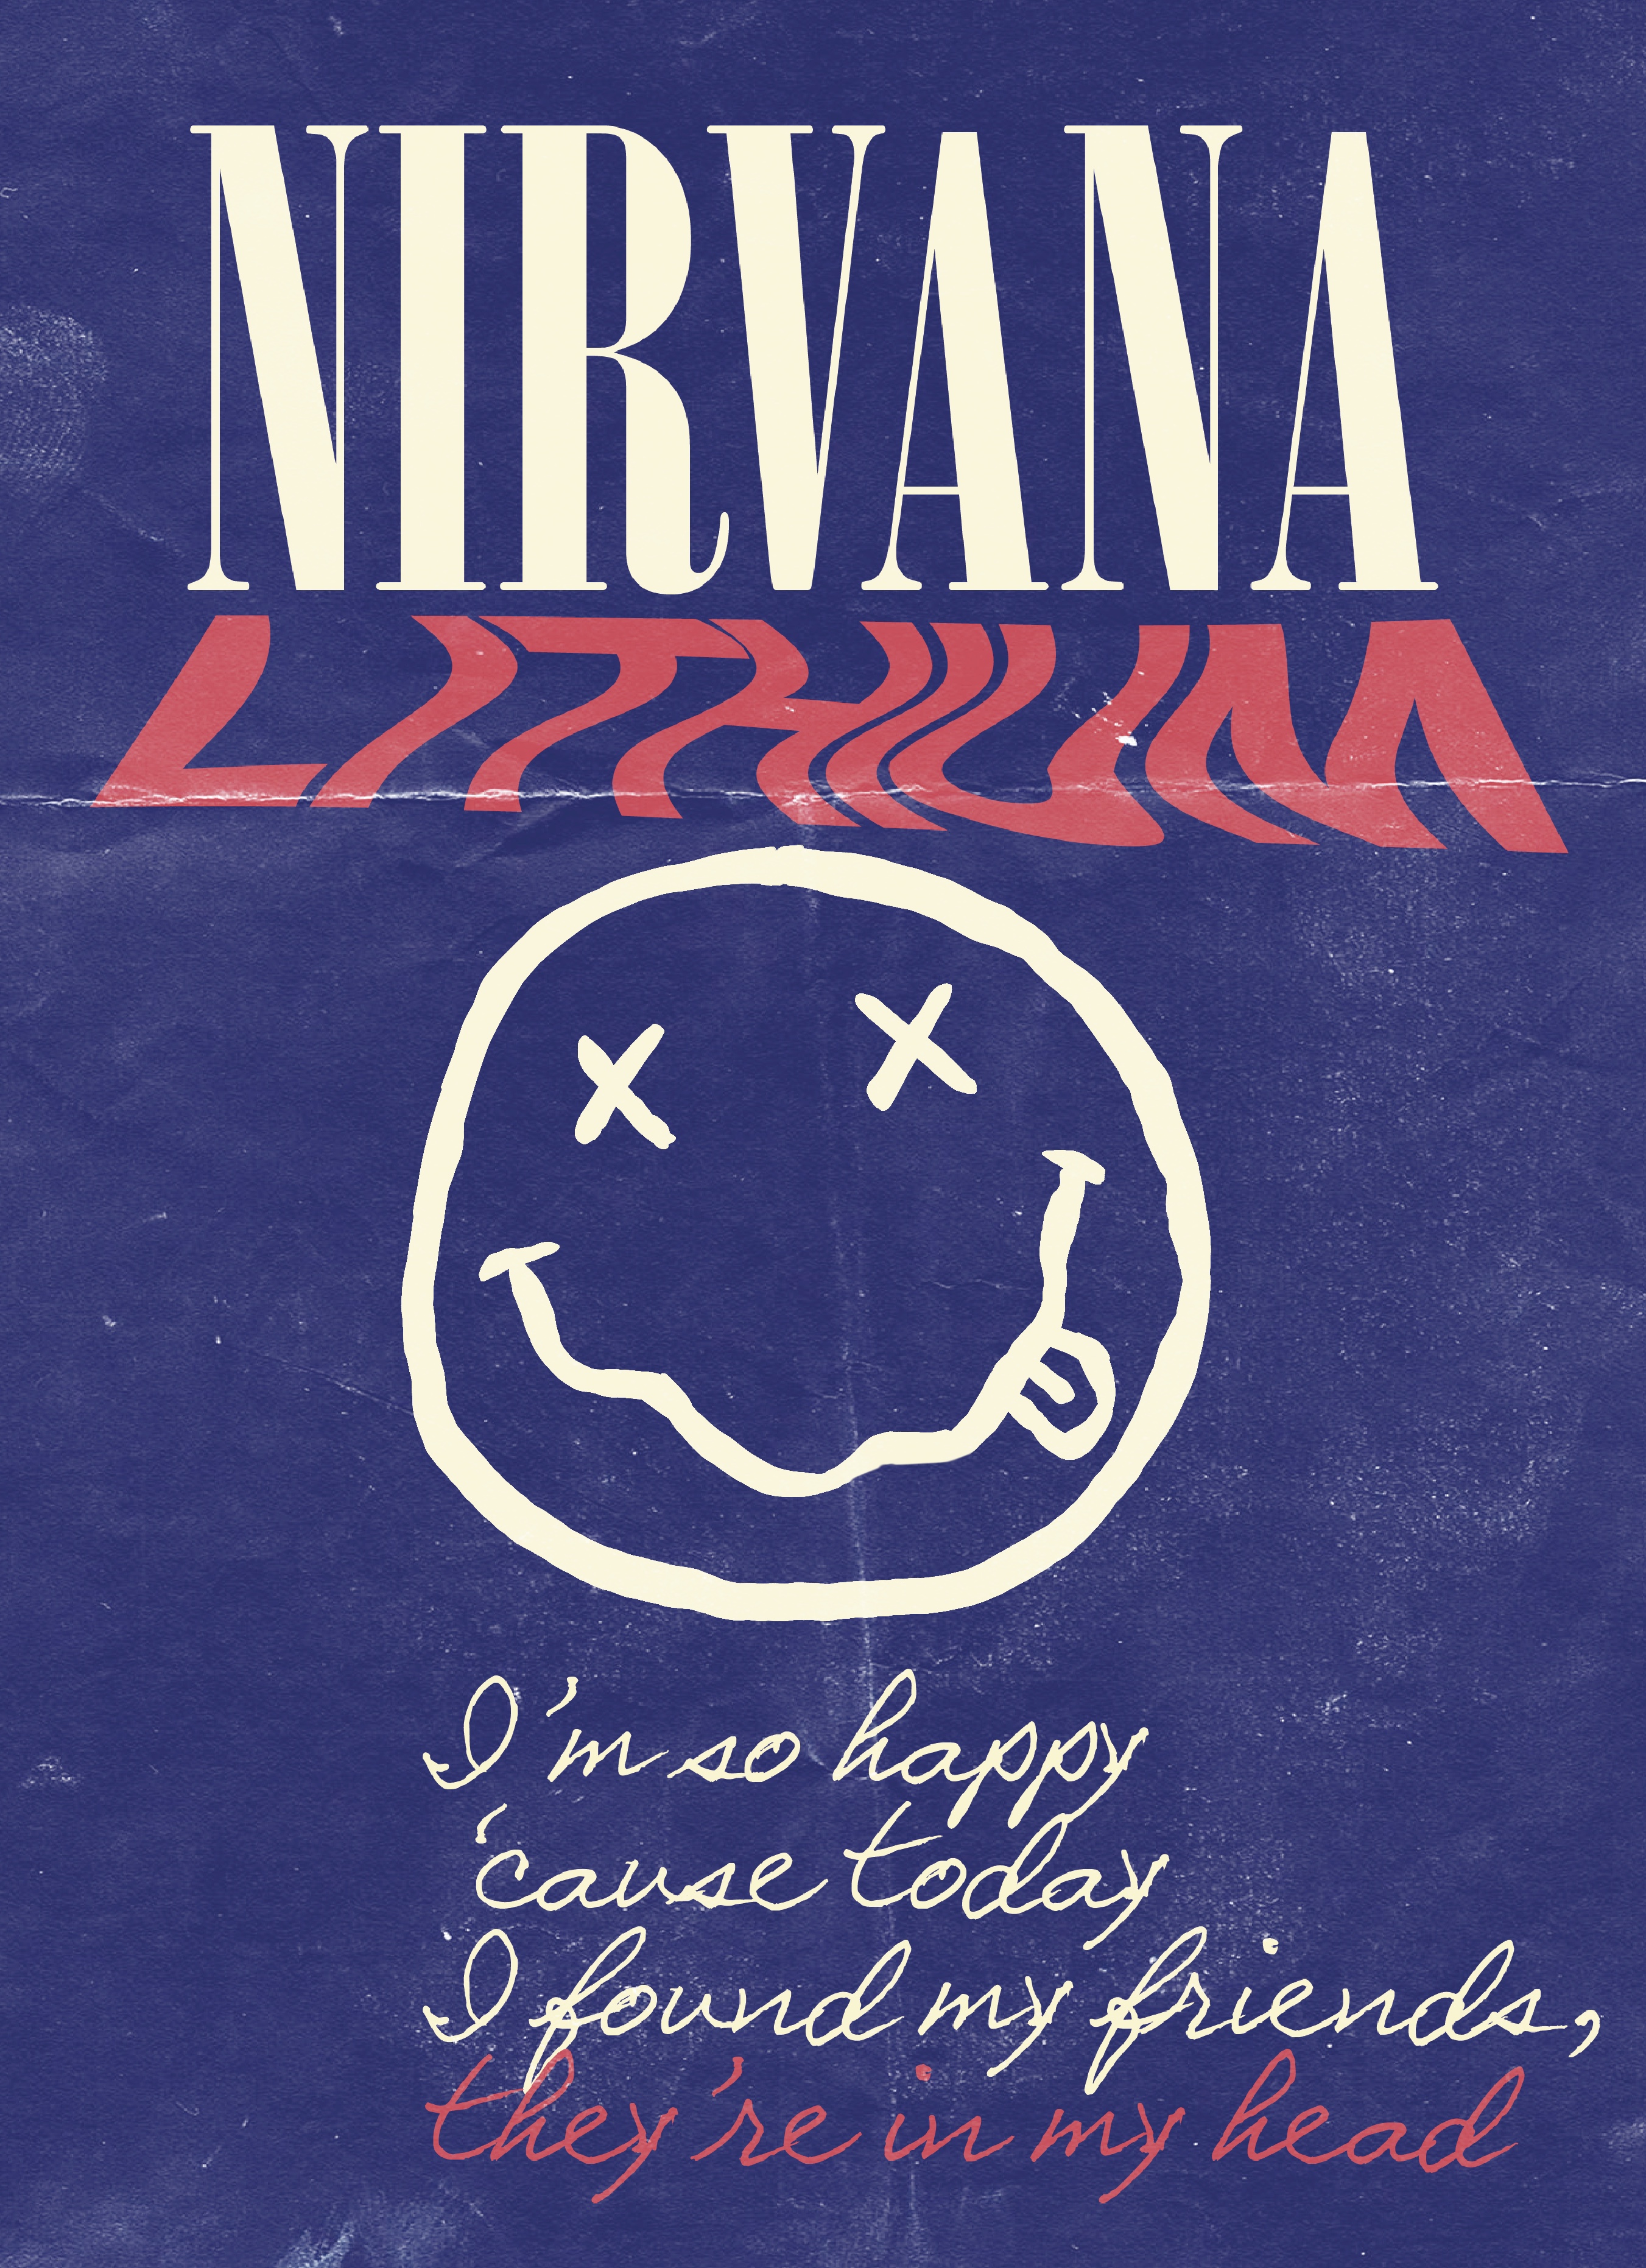 NIRVANA
LITHIUM
I'm so happy
'cause today
I found my friends,
they're in my head